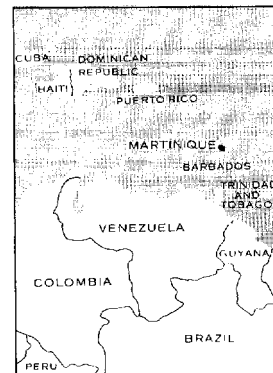 CUBA DOMINICAN
REPUBLIC
HAITI
PUERTO RICO
MARTINIQUE
BARBADOS
TRINIDAD
AND
TOBAGO
VENEZUELA
GUYANA
COLOMBIA
BRAZIL
PERU